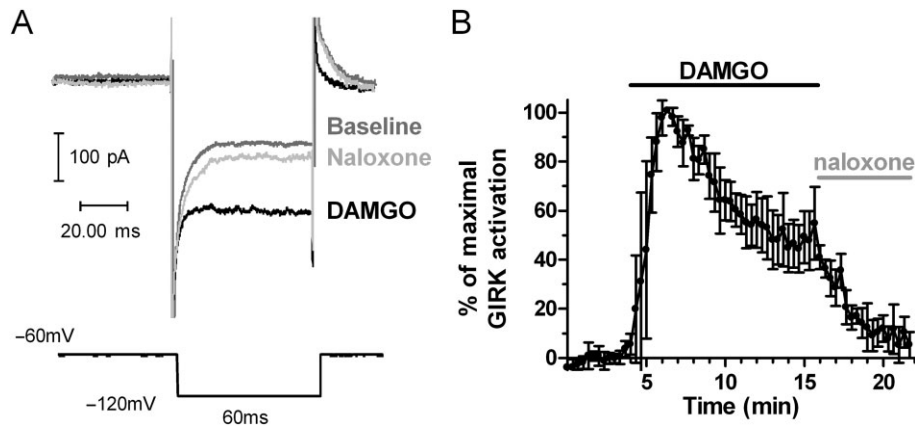 A
Baseline
Naloxone
DAMGO
100 pA
20.00 ms
−60mV
−120mV
60ms
B
DAMGO
naloxone
% of maximal
GIRK activation
100
80
60
40
20
0
5
10
15
20
Time (min)